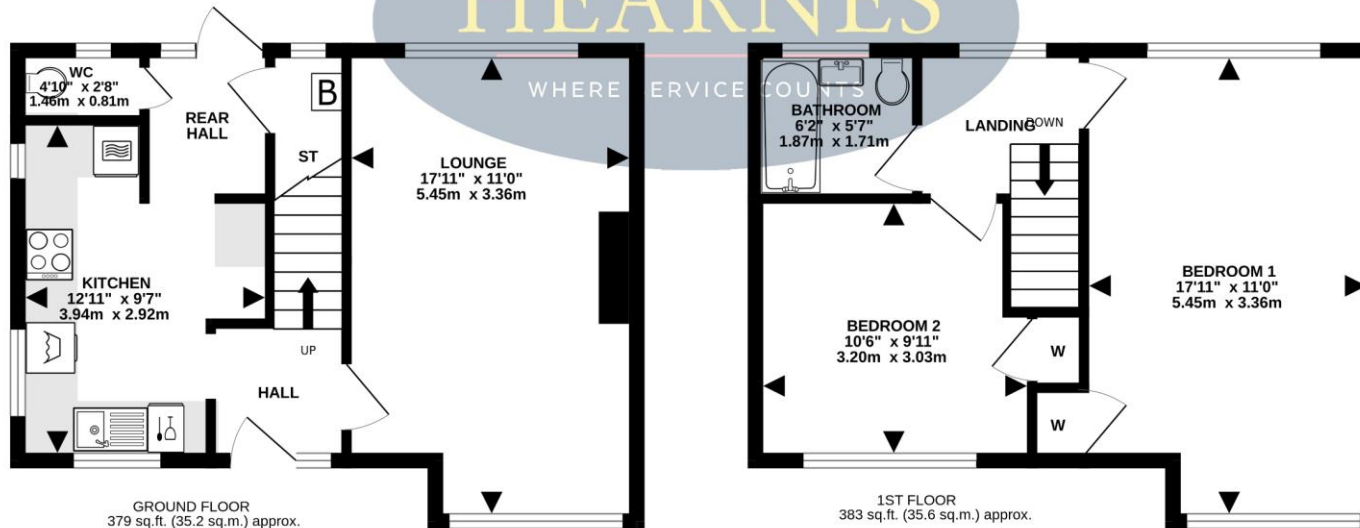 HEARNES
WHERE SERVICE COUNTS
WC
4'10" x 2'8"
1.46m x 0.81m
REAR
HALL
B
ST
LOUNGE
17'11" x 11'0"
5.45m x 3.36m
KITCHEN
12'11" x 9'7"
3.94m x 2.92m
UP
HALL
GROUND FLOOR
379 sq.ft. (35.2 sq.m.) approx.
BATHROOM
6'2" x 5'7"
1.87m x 1.71m
LANDING
DOWN
BEDROOM 1
17'11" x 11'0"
5.45m x 3.36m
BEDROOM 2
10'6" x 9'11"
3.20m x 3.03m
W
W
1ST FLOOR
383 sq.ft. (35.6 sq.m.) approx.